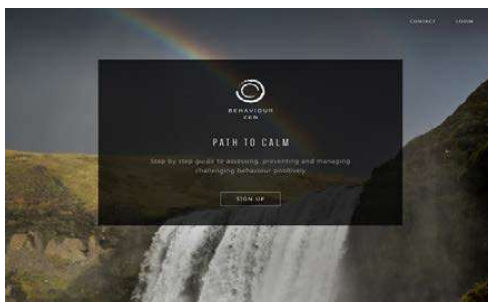 CONTACT LOGIN
BEHAVIOUR
ZEN
PATH TO CALM
Step by step guide to assessing, preventing and managing
challenging behaviour positively
SIGN UP